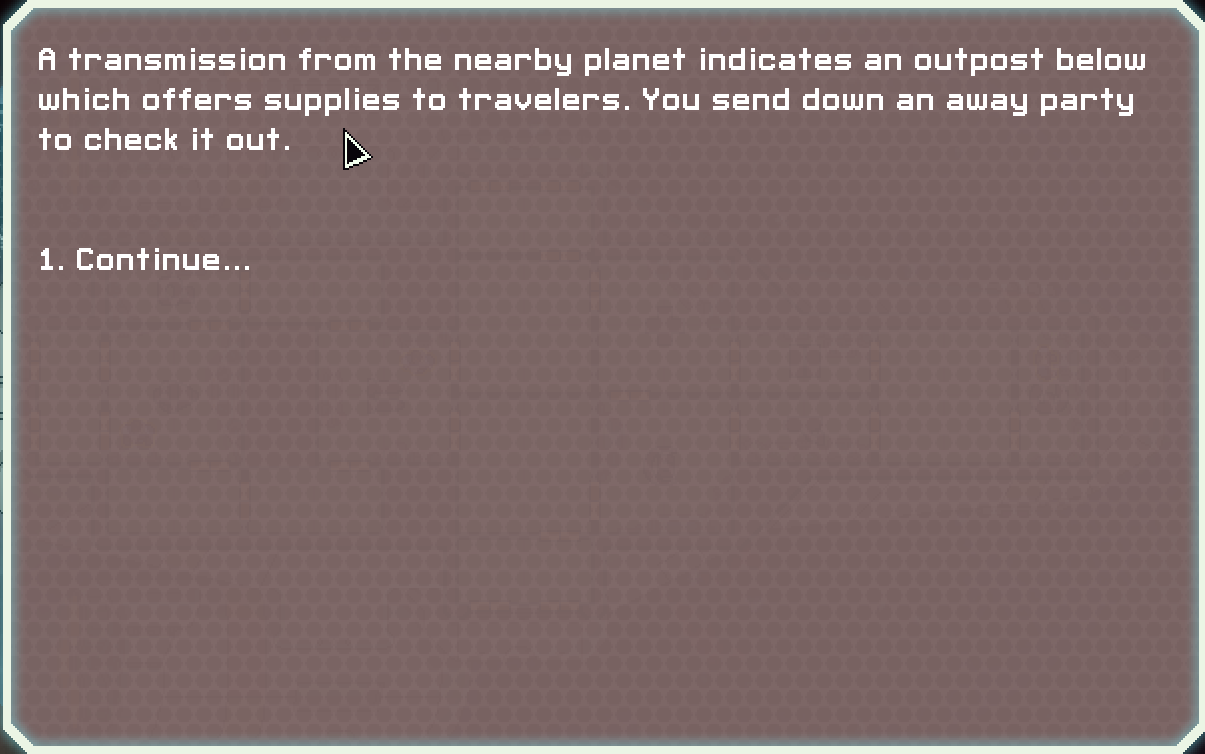 A transmission from the nearby planet indicates an outpost below
which offers supplies to travelers. You send down an away party
to check it out.
1. Continue...